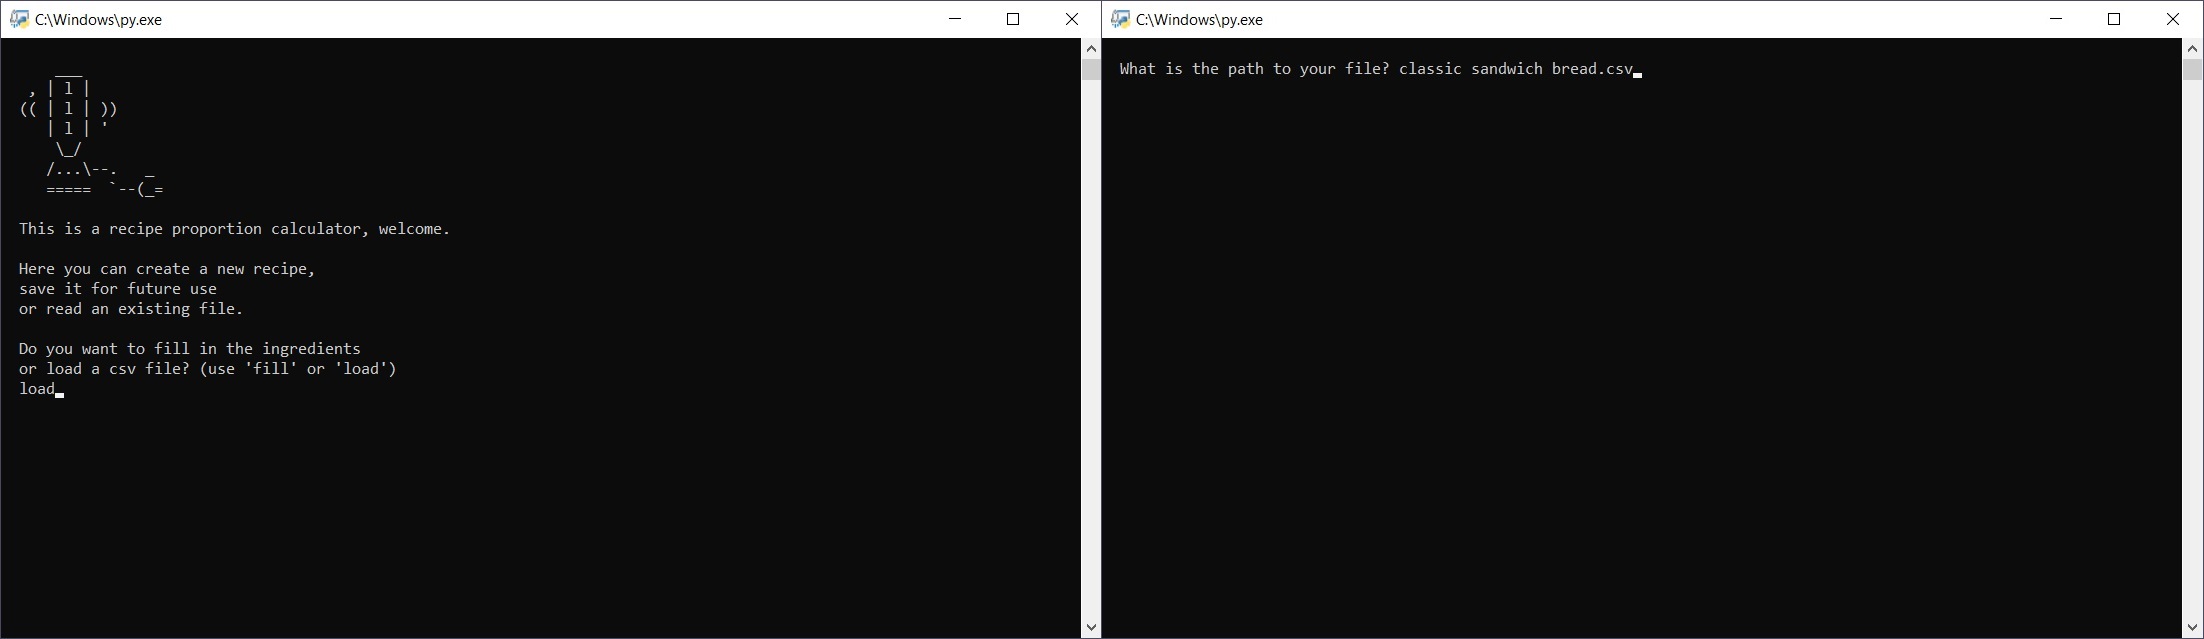 C:\Windows\py.exe
    ___
 , | l |
(( | l | ))
   | l | '
    \_/
   /...\--.   _
   =====  `--(_=
This is a recipe proportion calculator, welcome.
Here you can create a new recipe,
save it for future use
or read an existing file.
Do you want to fill in the ingredients
or load a csv file? (use 'fill' or 'load')
load
C:\Windows\py.exe
What is the path to your file? classic sandwich bread.csv